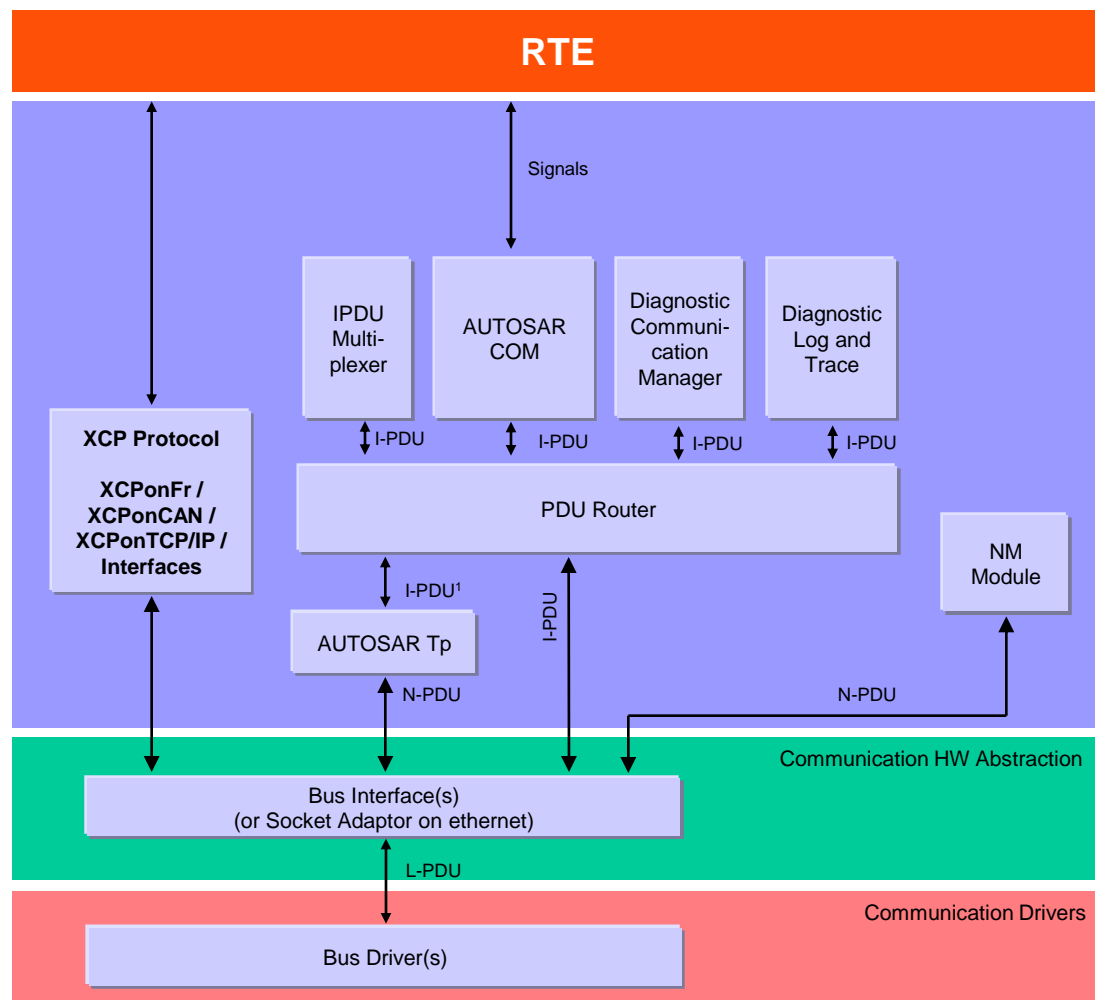 RTE
Signals
IPDU
Multi-
plexer
AUTOSAR
COM
Diagnostic
Communi-
cation
Manager
Diagnostic
Log and
Trace
XCP Protocol
XCPonFr /
XCPonCAN /
XCPonTCP/IP /
Interfaces
I-PDU
I-PDU
I-PDU
I-PDU
PDU Router
NM
Module
I-PDU¹
I-PDU
AUTOSAR Tp
N-PDU
N-PDU
Communication HW Abstraction
Bus Interface(s)
(or Socket Adaptor on ethernet)
L-PDU
Communication Drivers
Bus Driver(s)